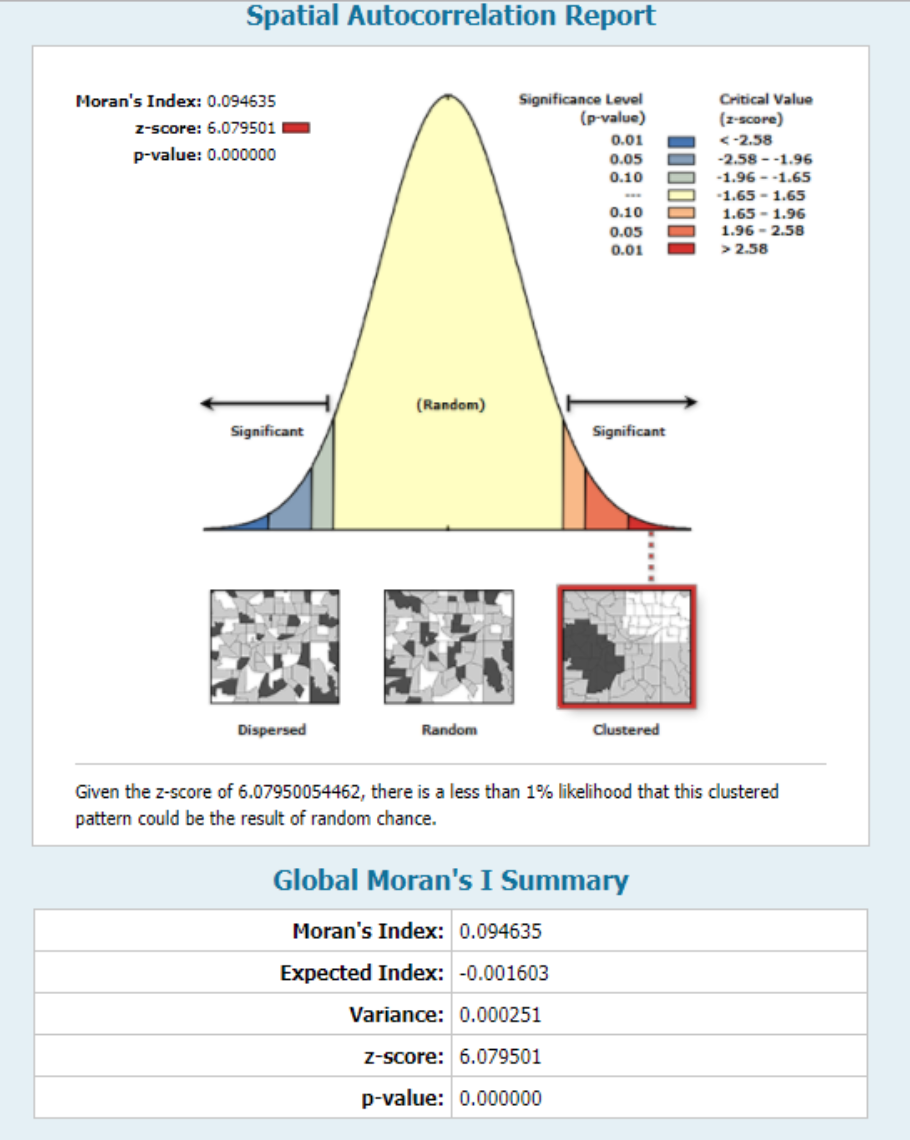 Spatial Autocorrelation Report
Moran's Index: 0.094635
z-score: 6.079501
p-value: 0.000000
Significance Level
(p-value)
Critical Value
(z-score)
0.01 < -2.58
0.05 -2.58 - -1.96
0.10 -1.96 - -1.65
--- -1.65 - 1.65
0.10 1.65 - 1.96
0.05 1.96 - 2.58
0.01 > 2.58
(Random)
Significant
Significant
Dispersed
Random
Clustered
Given the z-score of 6.07950054462, there is a less than 1% likelihood that this clustered
pattern could be the result of random chance.
Global Moran's I Summary
Moran's Index: 0.094635
Expected Index: -0.001603
Variance: 0.000251
z-score: 6.079501
p-value: 0.000000